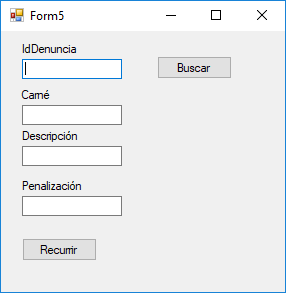 Form5
IdDenuncia
Buscar
Carné
Descripción
Penalización
Recurrir